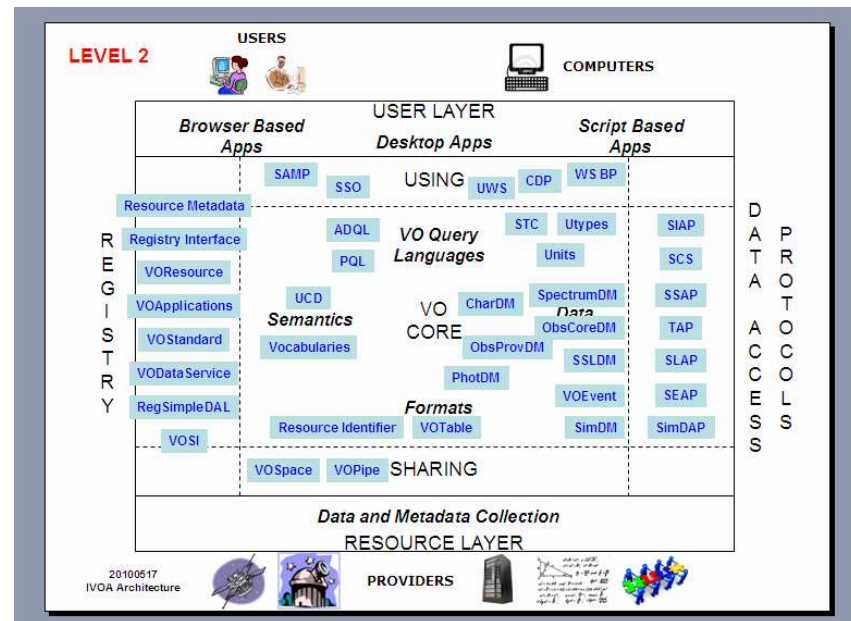 LEVEL 2
USERS
COMPUTERS
USER LAYER
Browser Based
Apps
Desktop Apps
Script Based
Apps
USING
SAMP
SSO
UWS
CDP
WS BP
REGISTRY
Resource Metadata
Registry Interface
VOResource
VOApplications
VOStandard
VODataService
RegSimpleDAL
VOSI
ADQL
PQL
VO Query
Languages
STC
Utypes
Units
UCD
Semantics
Vocabularies
VO
CORE
CharDM
SpectrumDM
Data
ObsCoreDM
ObsProvDM
SSLDM
PhotDM
VOEvent
SimDM
Formats
Resource Identifier
VOTable
SIAP
SCS
SSAP
TAP
SLAP
SEAP
SimDAP
DATA ACCESS
PROTOCOLS
VOSpace
VOPipe
SHARING
Data and Metadata Collection
RESOURCE LAYER
20100517
IVOA Architecture
PROVIDERS